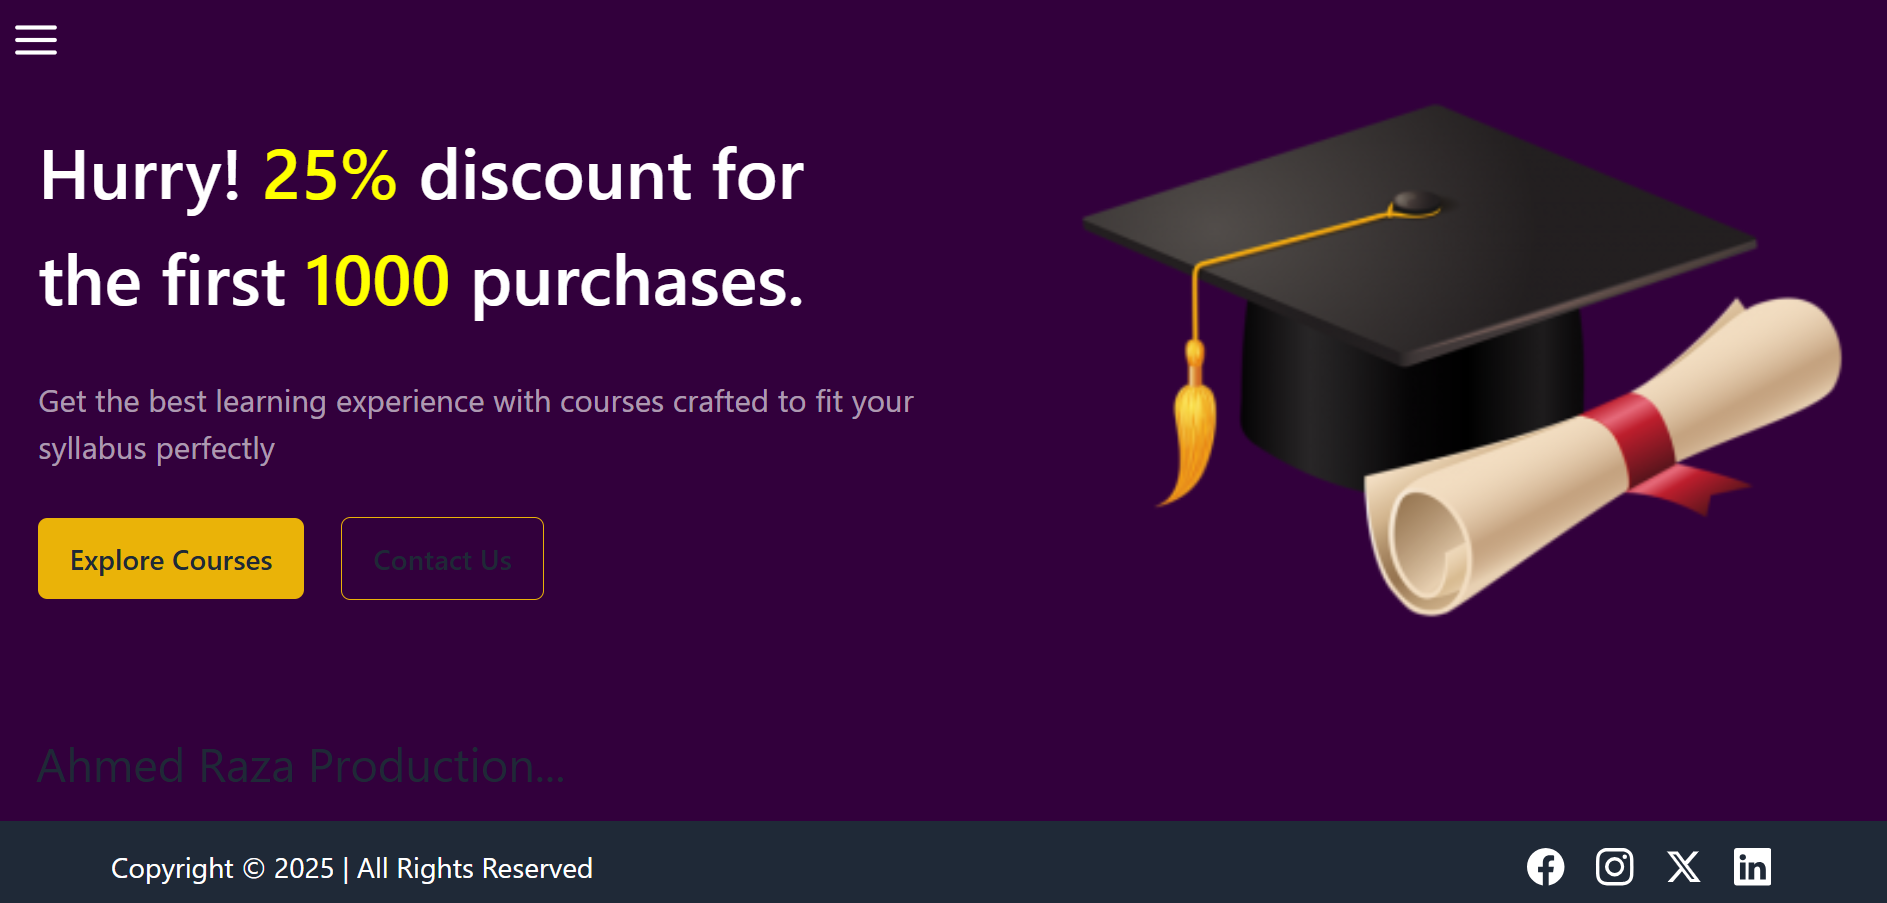 Hurry! 25% discount for
the first 1000 purchases.
Get the best learning experience with courses crafted to fit your
syllabus perfectly
Explore Courses
Contact Us
Ahmed Raza Production...
Copyright © 2025 | All Rights Reserved